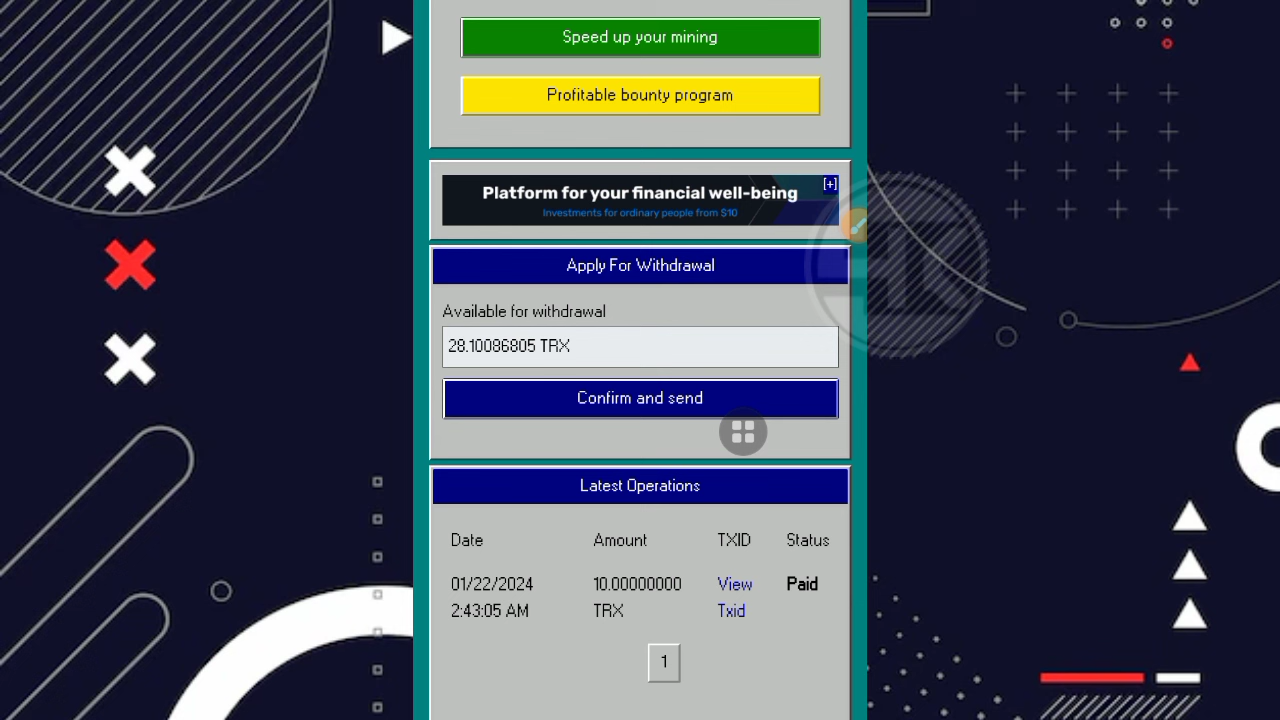 Speed up your mining
Profitable bounty program
Platform for your financial well-being
[+]
Investments for ordinary people from $10
Apply For Withdrawal
Available for withdrawal
28.10086805 TRX
Confirm and send
Latest Operations
Date Amount TXID Status
01/22/2024 10.00000000 View Paid
2:43:05 AM TRX Txid
1